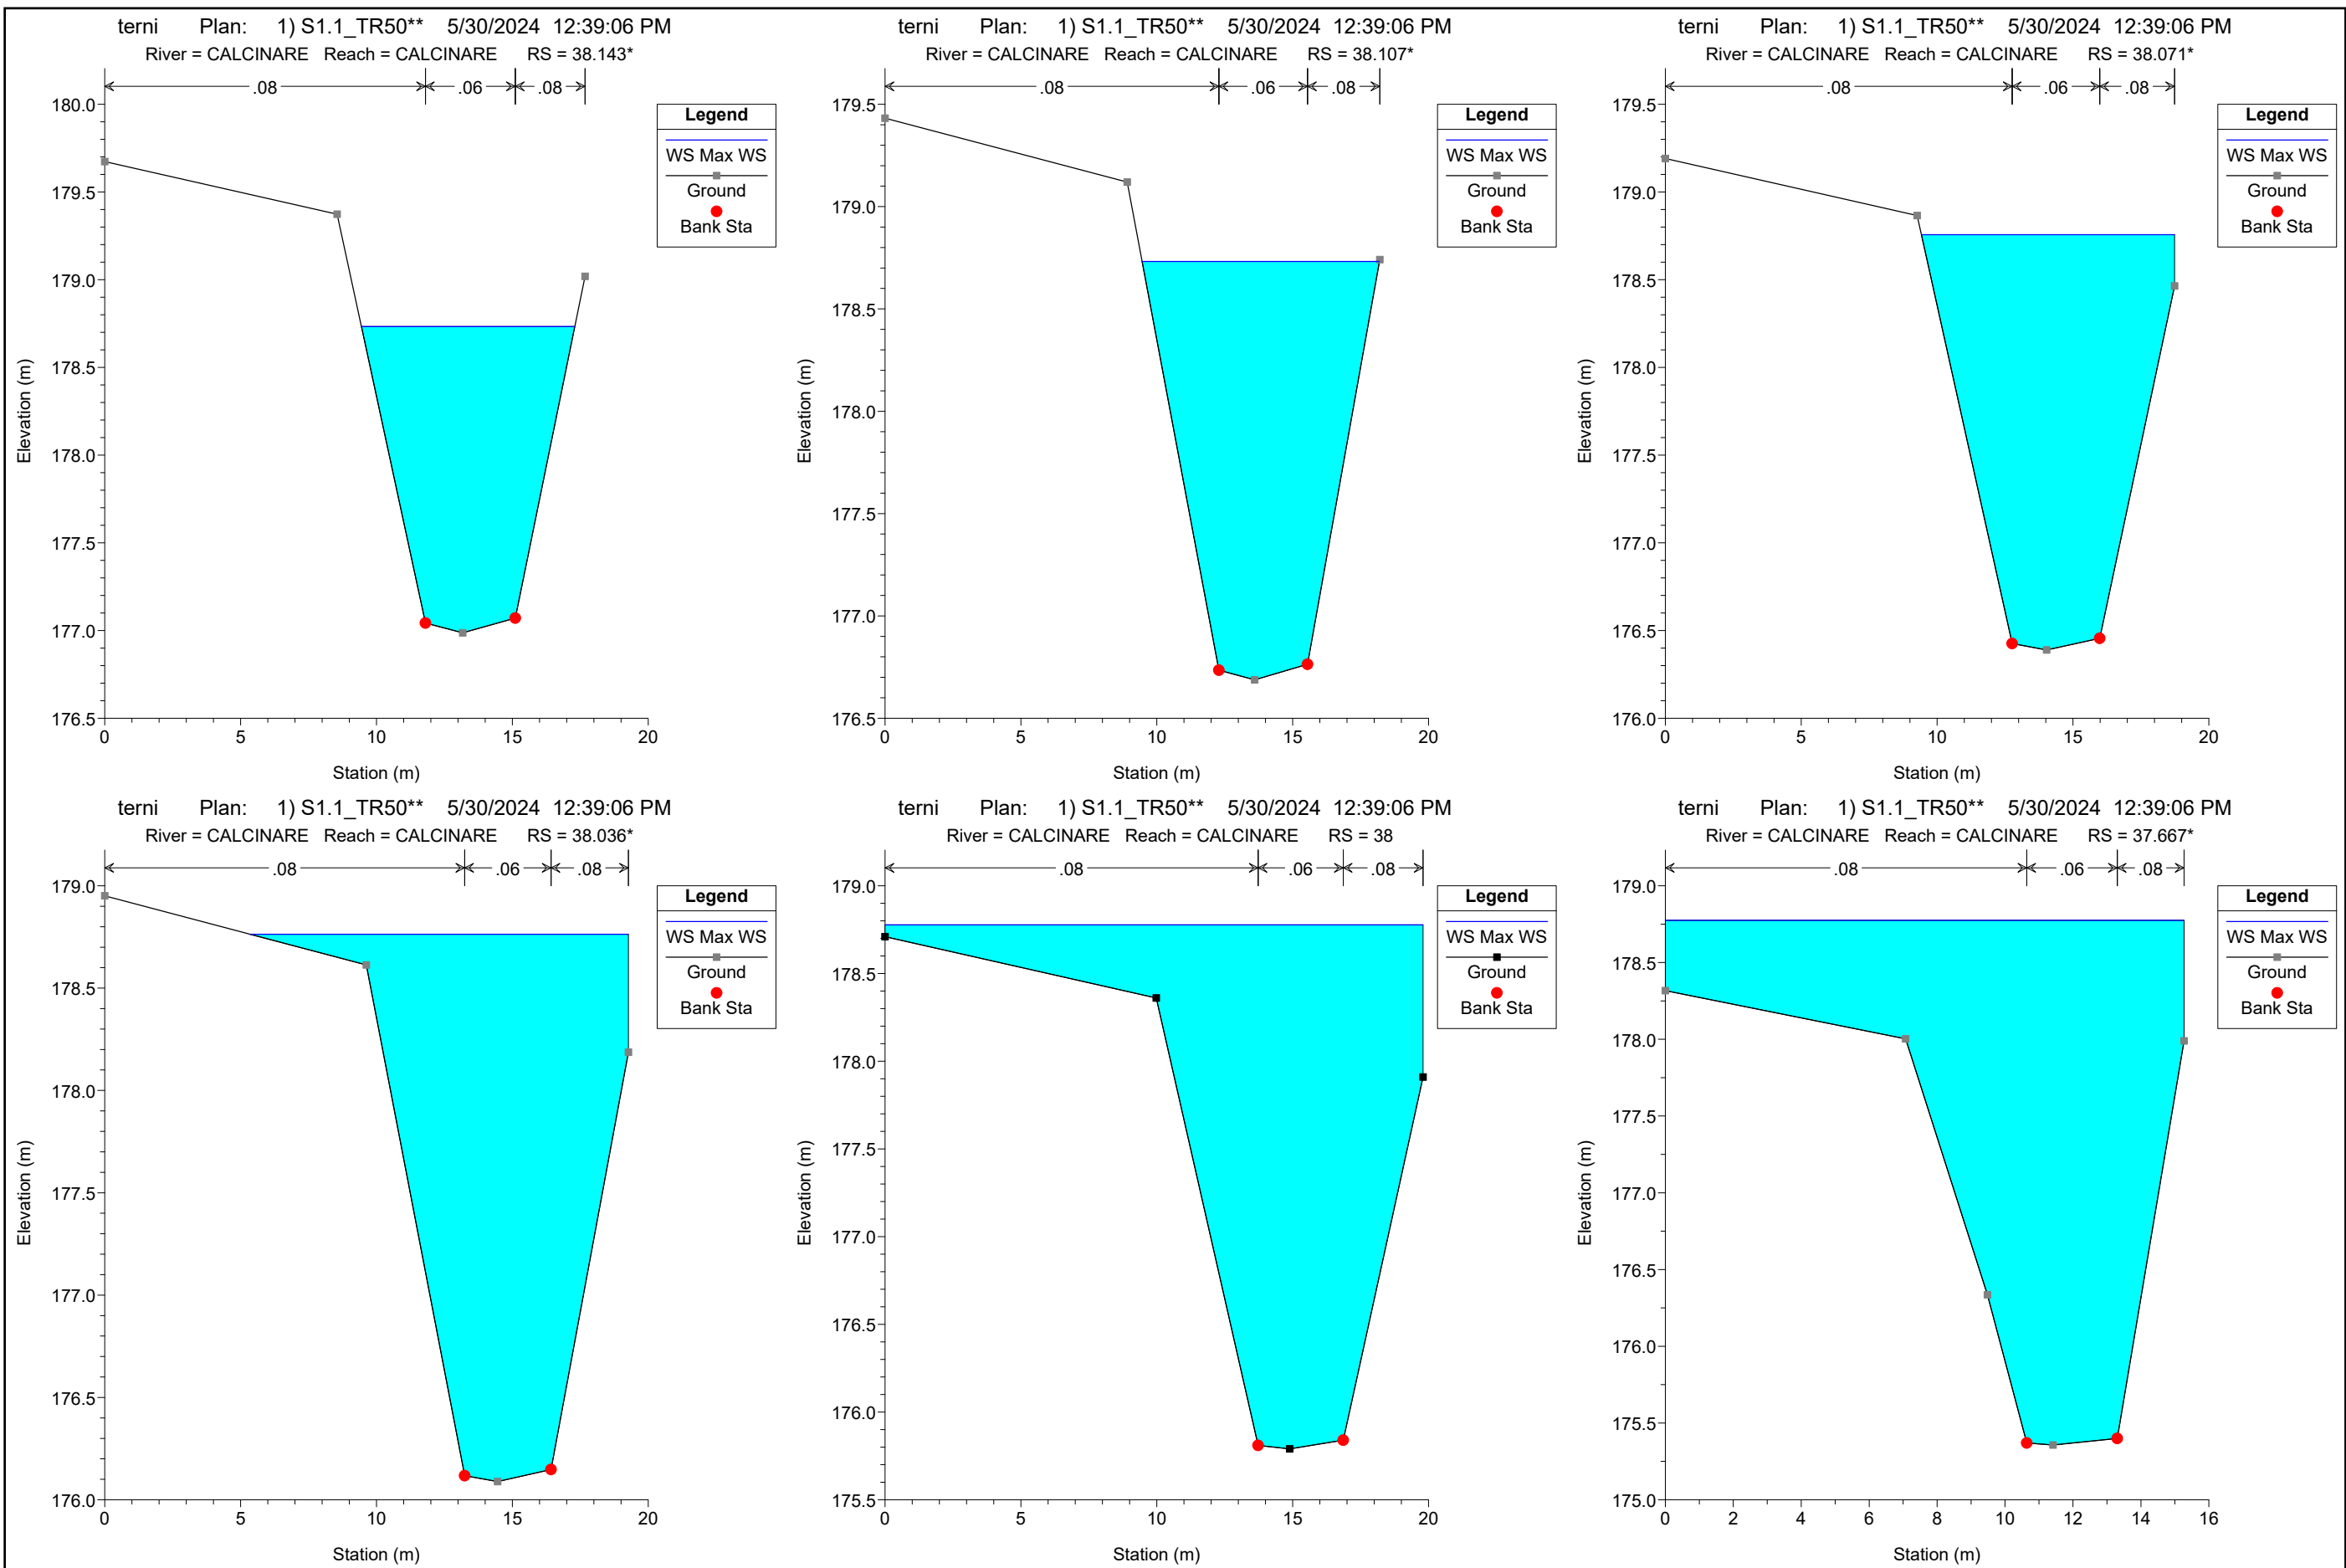 terni Plan: 1) S1.1_TR50** 5/30/2024 12:39:06 PM
River = CALCINARE Reach = CALCINARE RS = 38.143*
.08 .06 .08
180.0
179.5
179.0
178.5
178.0
177.5
177.0
176.5
0 5 10 15 20
Station (m)
Elevation (m)
Legend
WS Max WS
Ground
Bank Sta
terni Plan: 1) S1.1_TR50** 5/30/2024 12:39:06 PM
River = CALCINARE Reach = CALCINARE RS = 38.107*
.08 .06 .08
179.5
179.0
178.5
178.0
177.5
177.0
176.5
0 5 10 15 20
Station (m)
Elevation (m)
Legend
WS Max WS
Ground
Bank Sta
terni Plan: 1) S1.1_TR50** 5/30/2024 12:39:06 PM
River = CALCINARE Reach = CALCINARE RS = 38.071*
.08 .06 .08
179.5
179.0
178.5
178.0
177.5
177.0
176.5
176.0
0 5 10 15 20
Station (m)
Elevation (m)
Legend
WS Max WS
Ground
Bank Sta
terni Plan: 1) S1.1_TR50** 5/30/2024 12:39:06 PM
River = CALCINARE Reach = CALCINARE RS = 38.036*
.08 .06 .08
179.0
178.5
178.0
177.5
177.0
176.5
176.0
0 5 10 15 20
Station (m)
Elevation (m)
Legend
WS Max WS
Ground
Bank Sta
terni Plan: 1) S1.1_TR50** 5/30/2024 12:39:06 PM
River = CALCINARE Reach = CALCINARE RS = 38
.08 .06 .08
179.0
178.5
178.0
177.5
177.0
176.5
176.0
175.5
0 5 10 15 20
Station (m)
Elevation (m)
Legend
WS Max WS
Ground
Bank Sta
terni Plan: 1) S1.1_TR50** 5/30/2024 12:39:06 PM
River = CALCINARE Reach = CALCINARE RS = 37.667*
.08 .06 .08
179.0
178.5
178.0
177.5
177.0
176.5
176.0
175.5
175.0
0 2 4 6 8 10 12 14 16
Station (m)
Elevation (m)
Legend
WS Max WS
Ground
Bank Sta